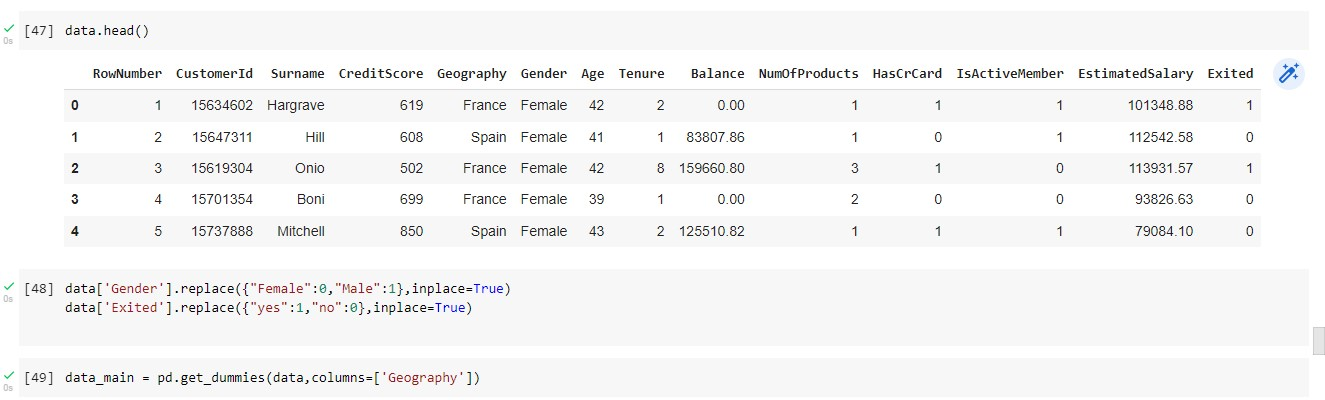 [47] data.head()
0s
RowNumber CustomerId Surname CreditScore Geography Gender Age Tenure Balance NumOfProducts HasCrCard IsActiveMember EstimatedSalary Exited
0 1 15634602 Hargrave 619 France Female 42 2 0.00 1 1 1 101348.88 1
1 2 15647311 Hill 608 Spain Female 41 1 83807.86 1 0 1 112542.58 0
2 3 15619304 Onio 502 France Female 42 8 159660.80 3 1 0 113931.57 1
3 4 15701354 Boni 699 France Female 39 1 0.00 2 0 0 93826.63 0
4 5 15737888 Mitchell 850 Spain Female 43 2 125510.82 1 1 1 79084.10 0
[48] data['Gender'].replace({"Female":0,"Male":1},inplace=True)
0s data['Exited'].replace({"yes":1,"no":0},inplace=True)
[49] data_main = pd.get_dummies(data,columns=['Geography'])
0s